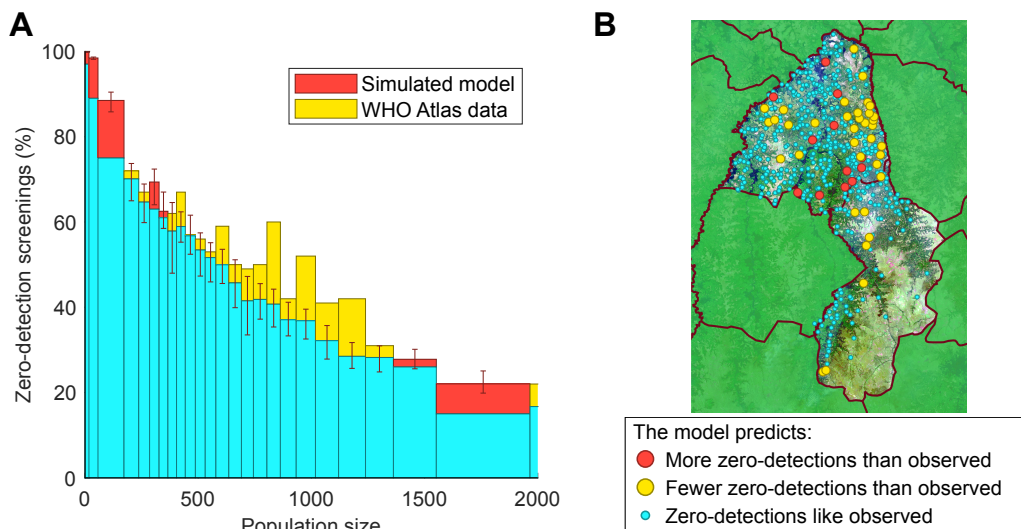 A
Zero-detection screenings (%)
100
80
60
40
20
0
0
500
1000
1500
2000
Population size
Simulated model
WHO Atlas data
B
The model predicts:
More zero-detections than observed
Fewer zero-detections than observed
Zero-detections like observed